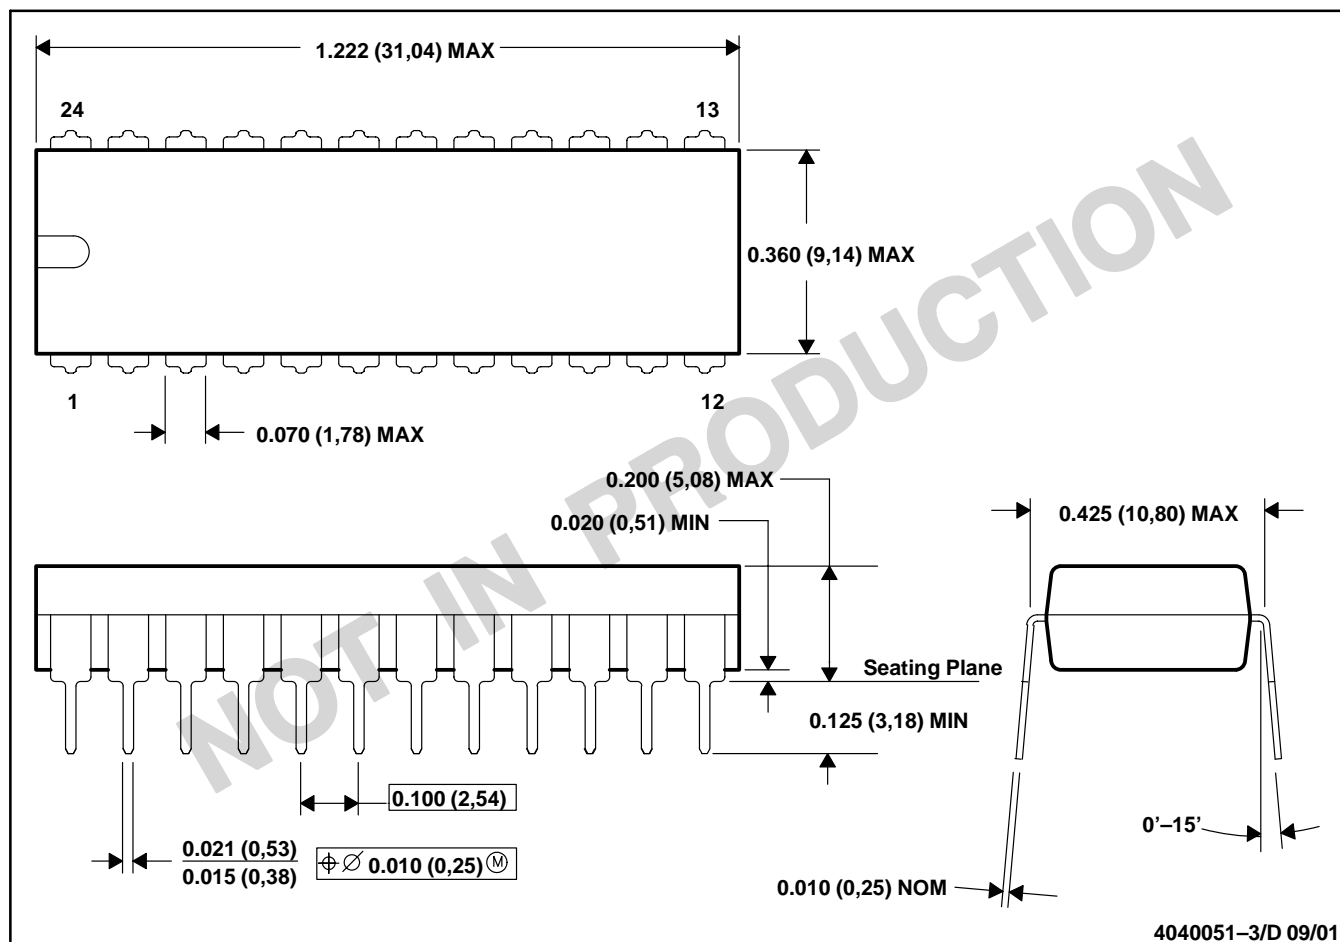 1.222 (31,04) MAX
24
13
0.360 (9,14) MAX
1
12
0.070 (1,78) MAX
0.200 (5,08) MAX
0.020 (0,51) MIN
0.425 (10,80) MAX
Seating Plane
0.125 (3,18) MIN
0.100 (2,54)
0.021 (0,53)
0.015 (0,38)
⌖ ∅ 0.010 (0,25) Ⓜ
0’–15’
0.010 (0,25) NOM
NOT IN PRODUCTION
4040051–3/D 09/01